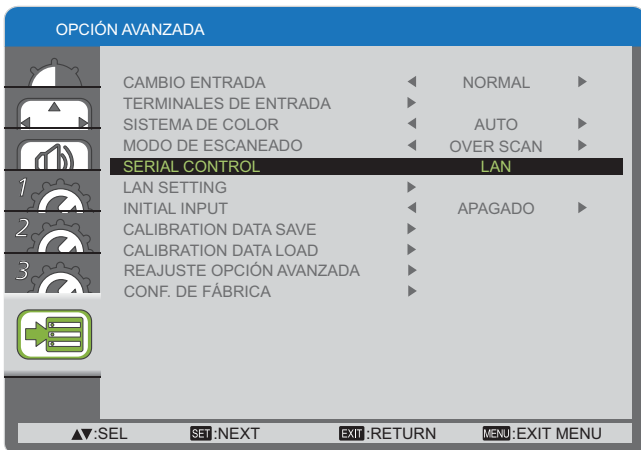 OPCIÓN AVANZADA
CAMBIO ENTRADA NORMAL
TERMINALES DE ENTRADA
SISTEMA DE COLOR AUTO
MODO DE ESCANEADO OVER SCAN
SERIAL CONTROL LAN
1 LAN SETTING
INITIAL INPUT APAGADO
2 CALIBRATION DATA SAVE
CALIBRATION DATA LOAD
3 REAJUSTE OPCIÓN AVANZADA
CONF. DE FÁBRICA
▲▼:SEL SET:NEXT EXIT:RETURN MENU:EXIT MENU